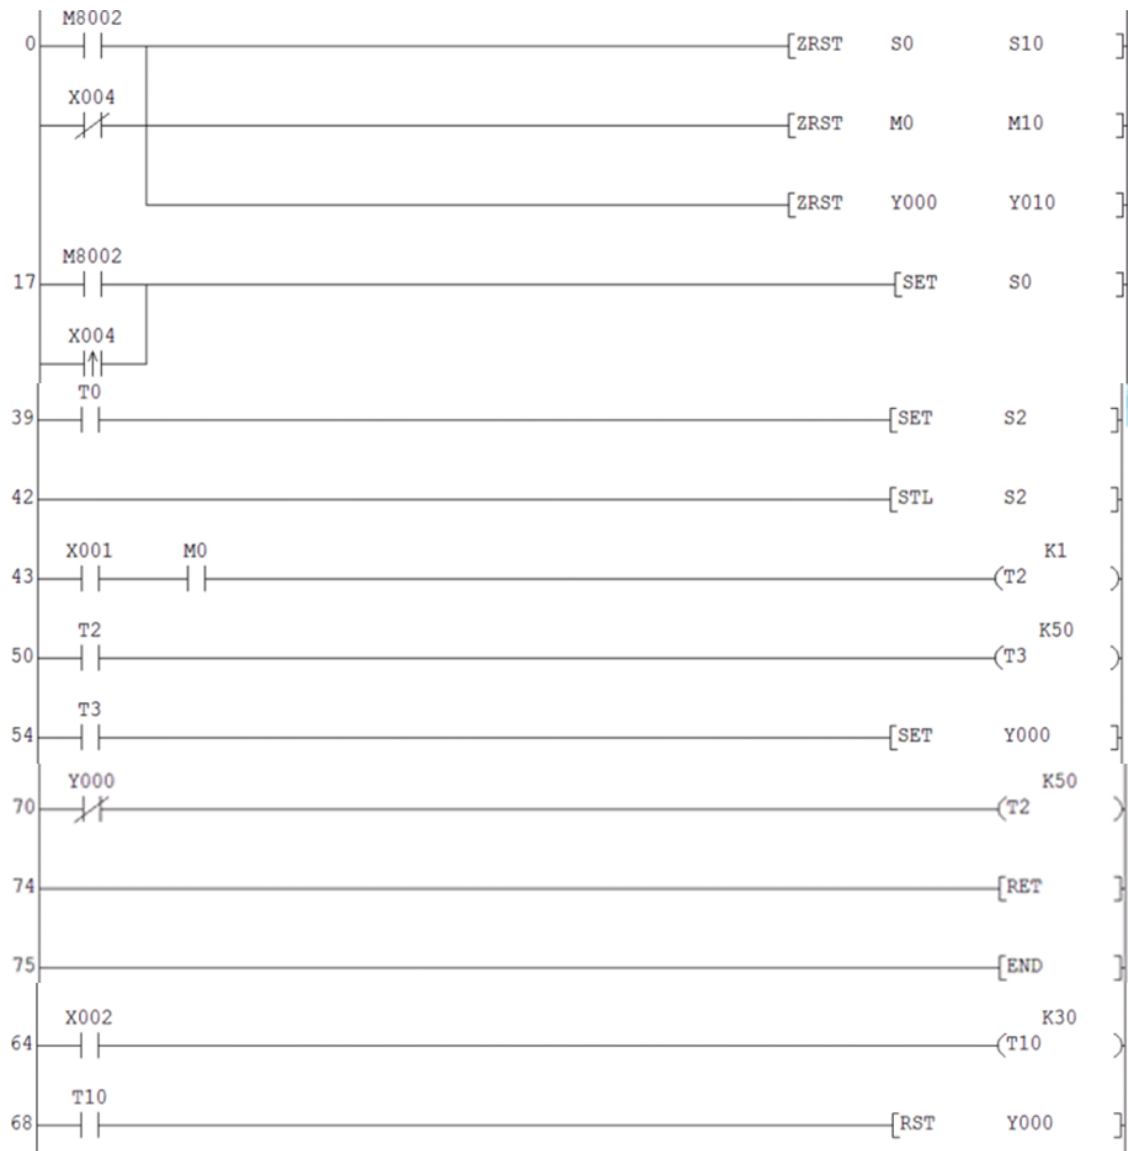 M8002
0 [ZRST S0 S10 ]
X004
[ZRST M0 M10 ]
[ZRST Y000 Y010 ]
M8002
17 [SET S0 ]
X004
T0
39 [SET S2 ]
42 [STL S2 ]
X001 M0 K1
43 (T2 )
T2 K50
50 (T3 )
T3
54 [SET Y000 ]
Y000 K50
70 (T2 )
74 [RET ]
75 [END ]
X002 K30
64 (T10 )
T10
68 [RST Y000 ]